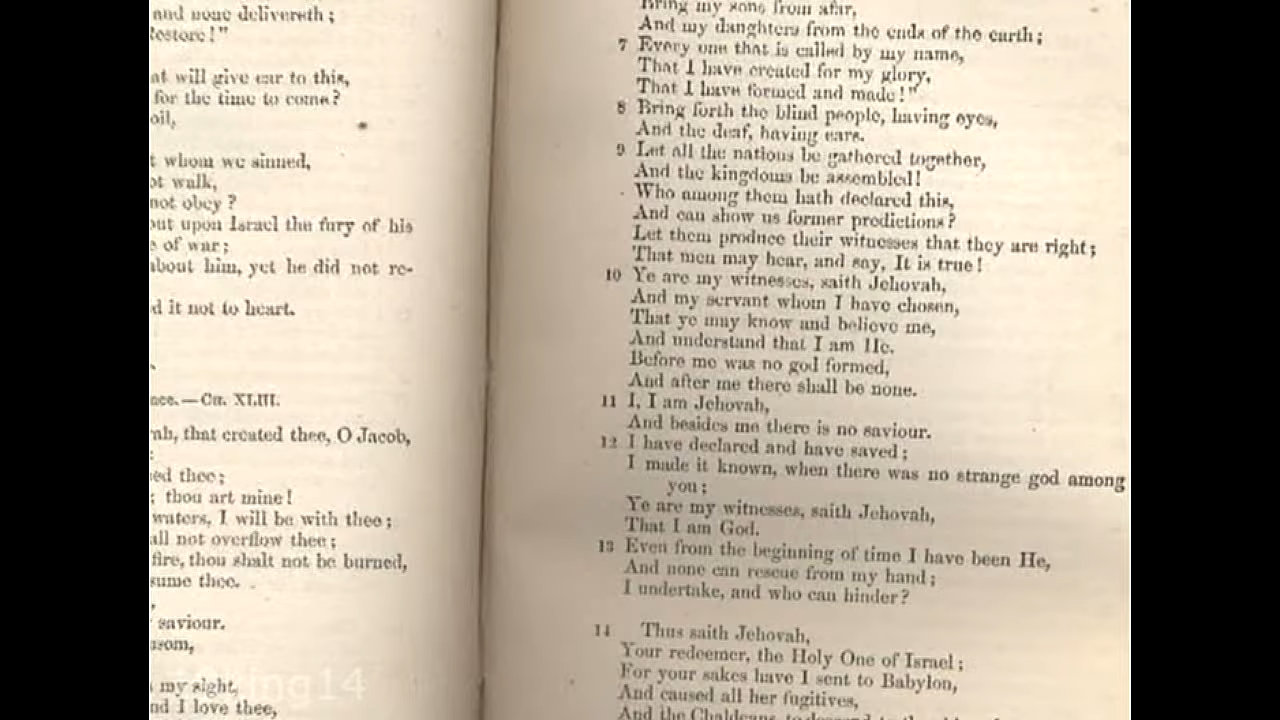 and none delivereth;
Restore!"
at will give ear to this,
for the time to come?
oil,
whom we sinned,
ot walk,
not obey?
out upon Israel the fury of his
of war;
about him, yet he did not re-
d it not to heart.
nce.—CH. XLIII.
ah, that created thee, O Jacob,
ed thee;
; thou art mine!
waters, I will be with thee;
all not overflow thee;
fire, thou shalt not be burned,
sume thee.
saviour.
my sight,
nd I love thee,
Bring my sons from afar,
And my daughters from the ends of the earth;
7 Every one that is called by my name,
That I have created for my glory,
That I have formed and made!"
8 Bring forth the blind people, having eyes,
And the deaf, having ears.
9 Let all the nations be gathered together,
And the kingdoms be assembled!
Who among them hath declared this,
And can show us former predictions?
Let them produce their witnesses that they are right;
That men may hear, and say, It is true!
10 Ye are my witnesses, saith Jehovah,
And my servant whom I have chosen,
That ye may know and believe me,
And understand that I am He.
Before me was no god formed,
And after me there shall be none.
11 I, I am Jehovah,
And besides me there is no saviour.
12 I have declared and have saved;
I made it known, when there was no strange god among
you;
Ye are my witnesses, saith Jehovah,
That I am God.
13 Even from the beginning of time I have been He,
And none can rescue from my hand;
I undertake, and who can hinder?
14 Thus saith Jehovah,
Your redeemer, the Holy One of Israel;
For your sakes have I sent to Babylon,
And caused all her fugitives,
And the Chaldeans, to descend to